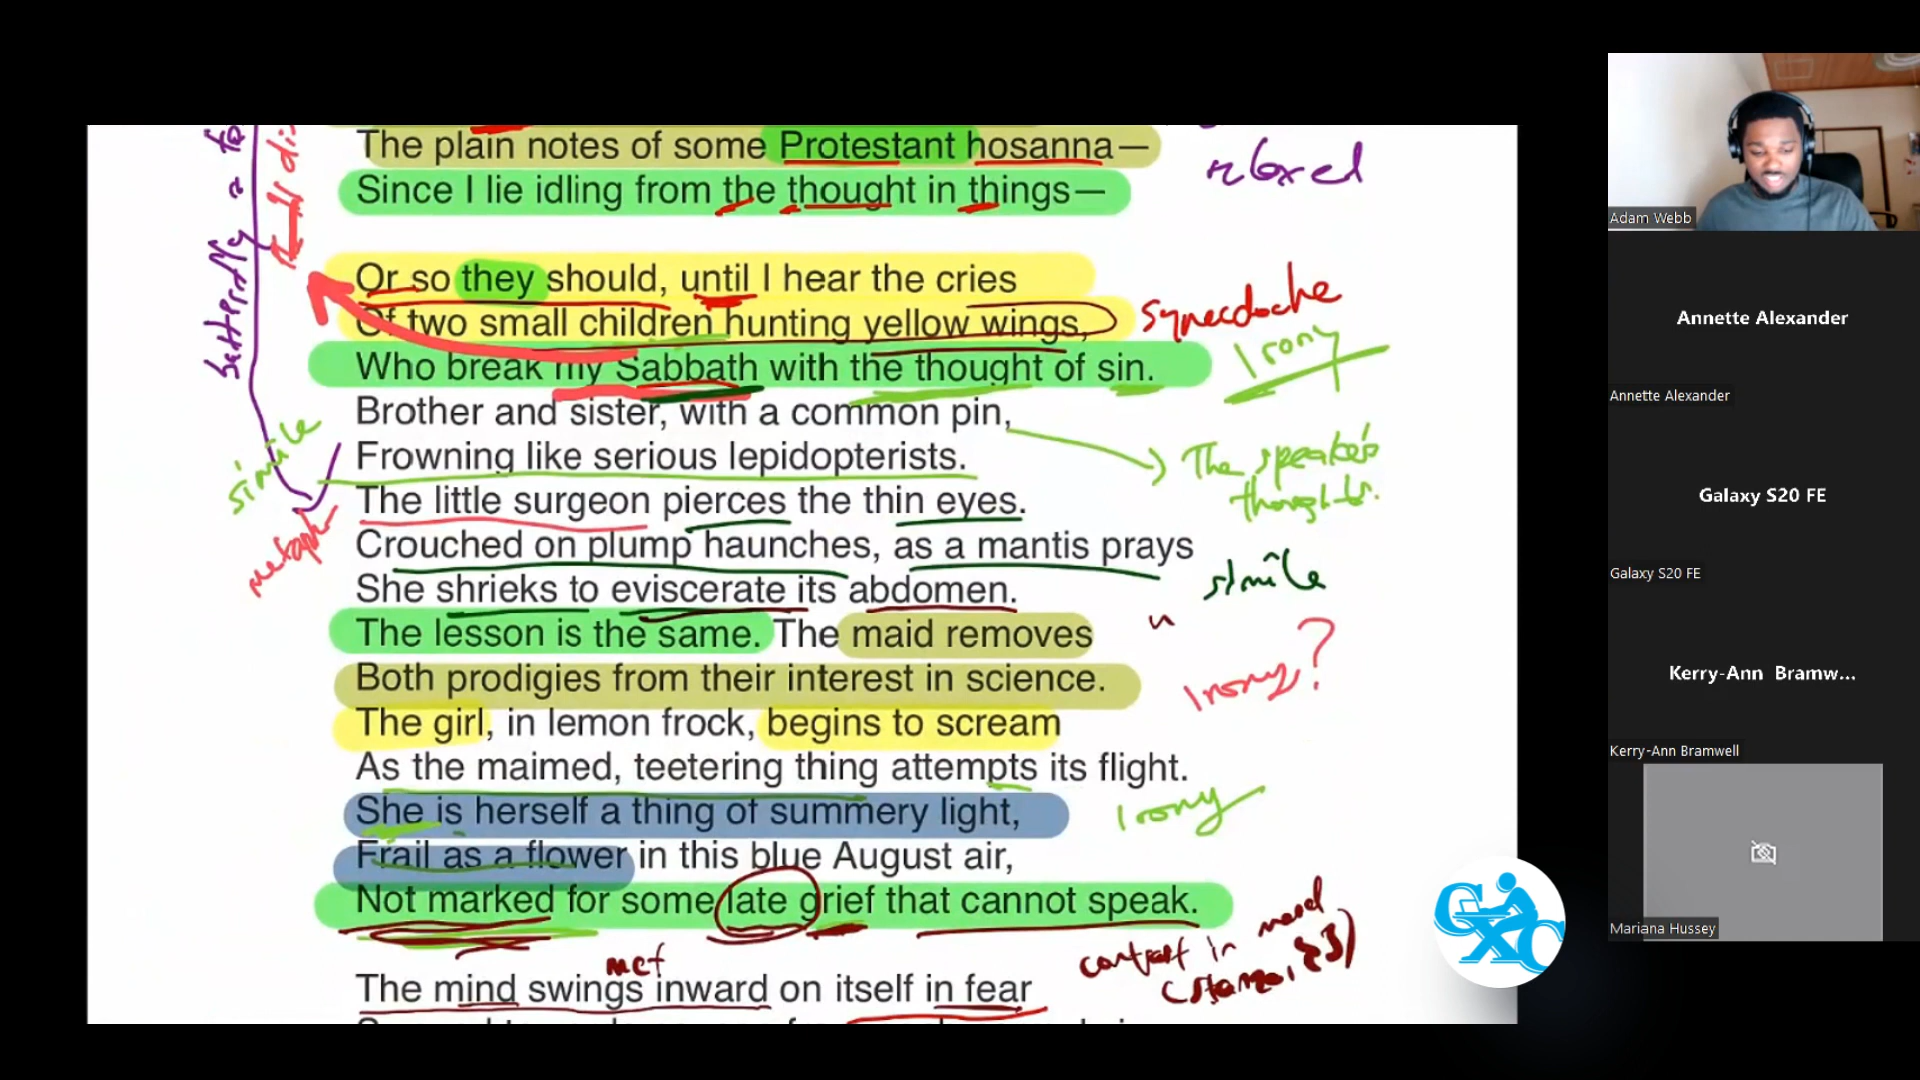 The plain notes of some Protestant hosanna—
Since I lie idling from the thought in things—
Or so they should, until I hear the cries
Of two small children hunting yellow wings,
Who break my Sabbath with the thought of sin.
Brother and sister, with a common pin,
Frowning like serious lepidopterists.
The little surgeon pierces the thin eyes.
Crouched on plump haunches, as a mantis prays
She shrieks to eviscerate its abdomen.
The lesson is the same. The maid removes
Both prodigies from their interest in science.
The girl, in lemon frock, begins to scream
As the maimed, teetering thing attempts its flight.
She is herself a thing of summery light,
Frail as a flower in this blue August air,
Not marked for some late grief that cannot speak.
met
The mind swings inward on itself in fear
relaxed
synecdoche
Irony
The speaker's
thoughts.
simile
Irony?
Irony
contrast in mood
butterfly
simile
metaphor
CXC
Adam Webb
Annette Alexander
Annette Alexander
Galaxy S20 FE
Galaxy S20 FE
Kerry-Ann Bramw...
Kerry-Ann Bramwell
Mariana Hussey